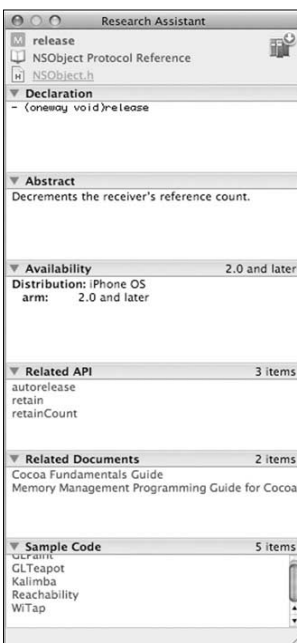 Research Assistant
M release
NSObject Protocol Reference
H NSObject.h
Declaration
- (oneway void)release
Abstract
Decrements the receiver's reference count.
Availability 2.0 and later
Distribution: iPhone OS
arm: 2.0 and later
Related API 3 items
autorelease
retain
retainCount
Related Documents 2 items
Cocoa Fundamentals Guide
Memory Management Programming Guide for Cocoa
Sample Code 5 items
GLPaint
GLTeapot
Kalimba
Reachability
WiTap